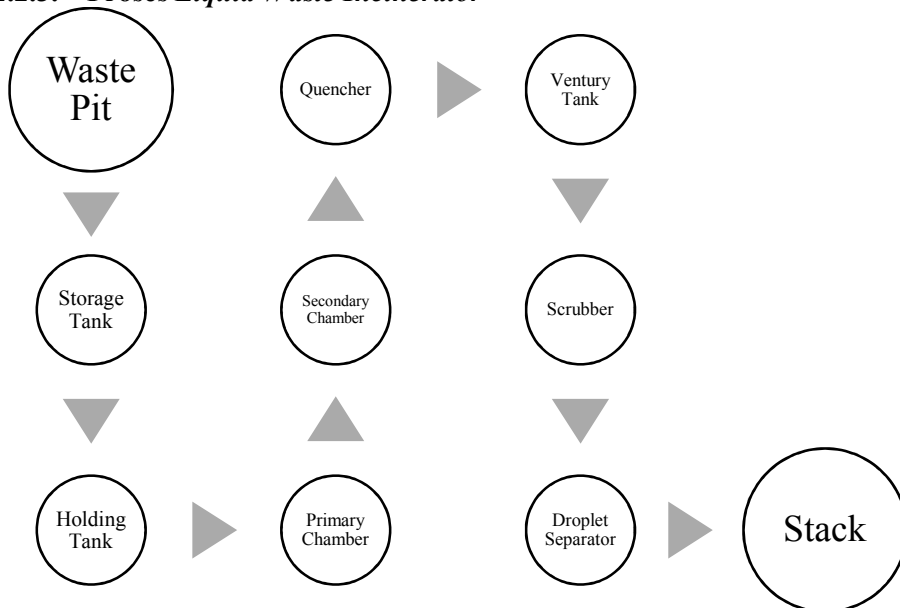 Proses Liquid Waste Incinerator
Waste
Pit
Storage
Tank
Holding
Tank
Primary
Chamber
Secondary
Chamber
Quencher
Ventury
Tank
Scrubber
Droplet
Separator
Stack